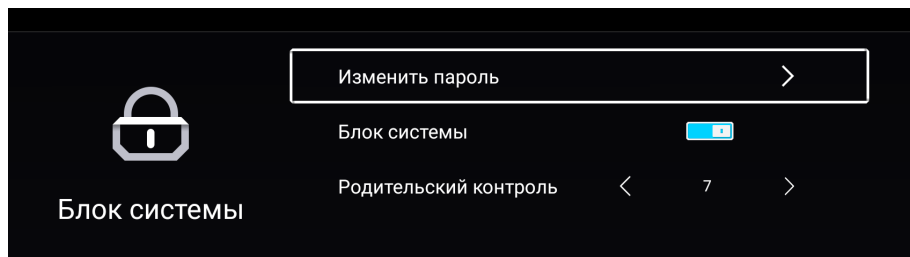 Изменить пароль
Блок системы
Родительский контроль 7
Блок системы